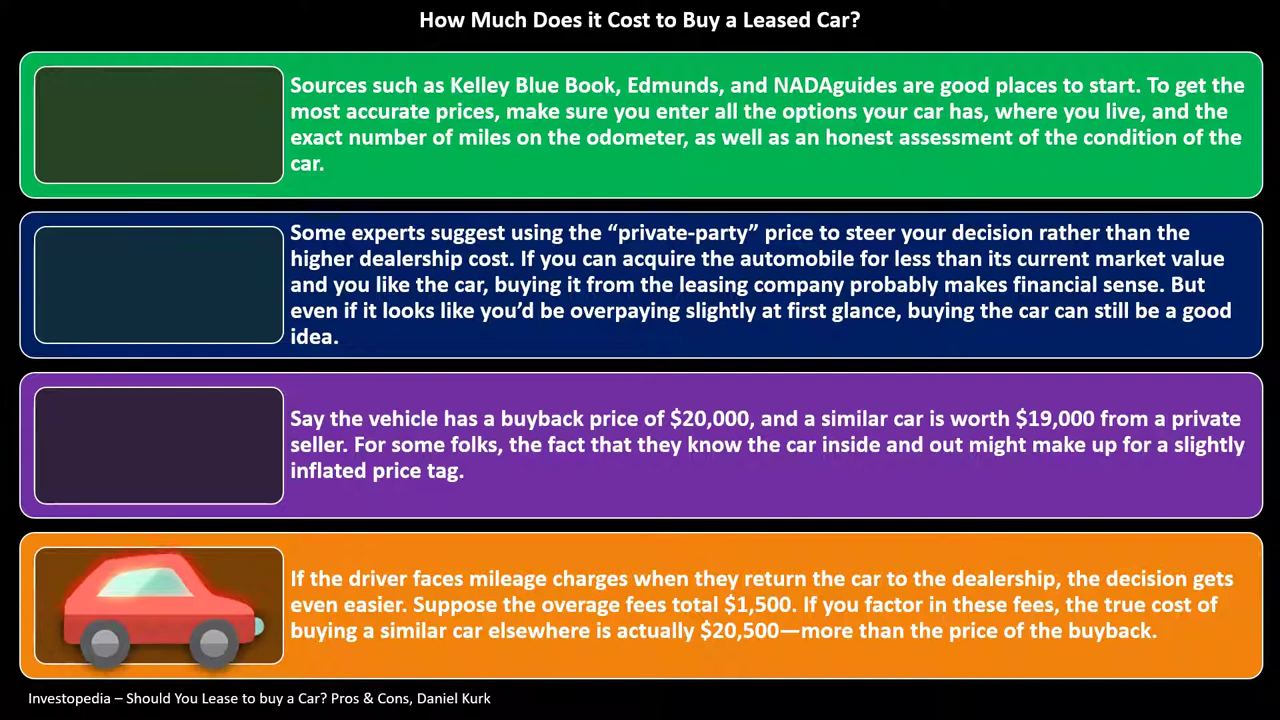 How Much Does it Cost to Buy a Leased Car?
Sources such as Kelley Blue Book, Edmunds, and NADAguides are good places to start. To get the
most accurate prices, make sure you enter all the options your car has, where you live, and the
exact number of miles on the odometer, as well as an honest assessment of the condition of the
car.
Some experts suggest using the “private-party” price to steer your decision rather than the
higher dealership cost. If you can acquire the automobile for less than its current market value
and you like the car, buying it from the leasing company probably makes financial sense. But
even if it looks like you’d be overpaying slightly at first glance, buying the car can still be a good
idea.
Say the vehicle has a buyback price of $20,000, and a similar car is worth $19,000 from a private
seller. For some folks, the fact that they know the car inside and out might make up for a slightly
inflated price tag.
If the driver faces mileage charges when they return the car to the dealership, the decision gets
even easier. Suppose the overage fees total $1,500. If you factor in these fees, the true cost of
buying a similar car elsewhere is actually $20,500—more than the price of the buyback.
Investopedia – Should You Lease to buy a Car? Pros & Cons, Daniel Kurk